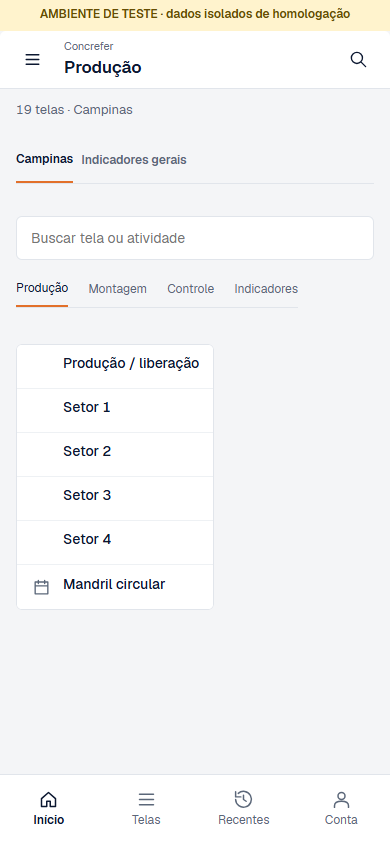 AMBIENTE DE TESTE · dados isolados de homologação
Concrefer
Produção
19 telas · Campinas
Campinas Indicadores gerais
Buscar tela ou atividade
Produção Montagem Controle Indicadores
Produção / liberação
Setor 1
Setor 2
Setor 3
Setor 4
Mandril circular
Início Telas Recentes Conta